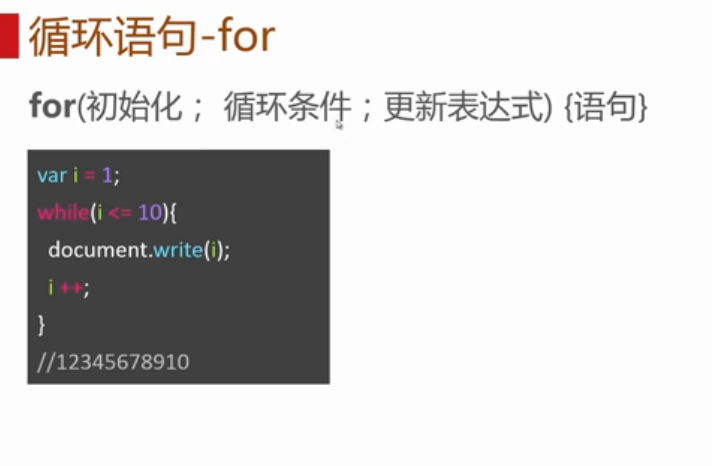 循环语句-for
for(初始化； 循环条件；更新表达式) {语句}
var i = 1;
while(i <= 10){
document.write(i);
i ++;
}
//12345678910